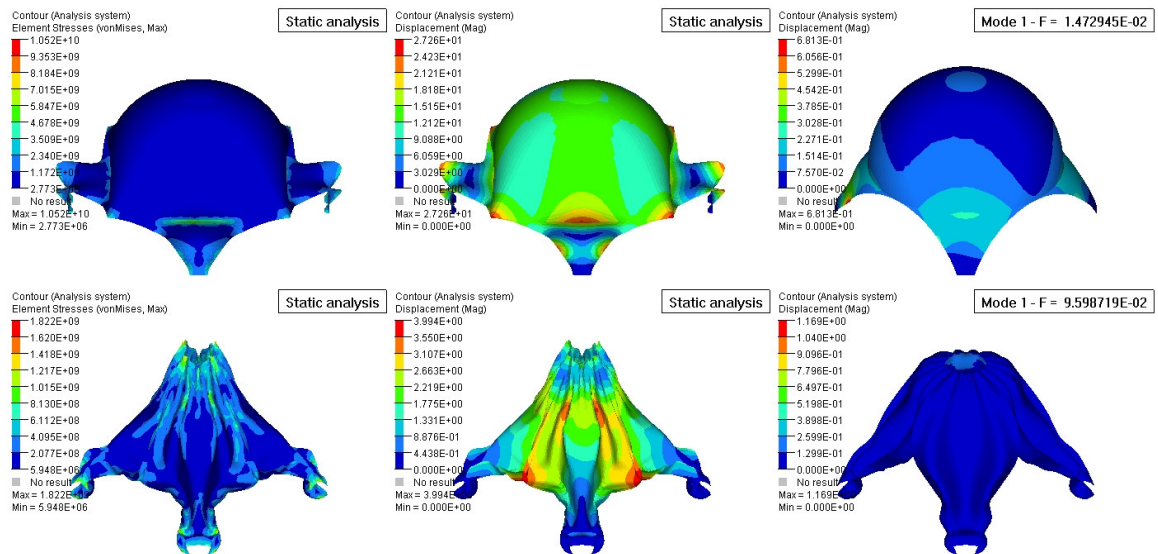 Contour (Analysis system)
Element Stresses (vonMises, Max)
1.052E+10
9.353E+09
8.184E+09
7.015E+09
5.847E+09
4.678E+09
3.509E+09
2.340E+09
1.172E+09
No result
Max = 1.052E+10
Min = 2.773E+06
Static analysis
Contour (Analysis system)
Displacement (Mag)
2.726E+01
2.423E+01
2.121E+01
1.818E+01
1.515E+01
1.212E+01
9.088E+00
6.059E+00
3.029E+00
0.000E+00
No result
Max = 2.726E+01
Min = 0.000E+00
Static analysis
Contour (Analysis system)
Displacement (Mag)
6.813E-01
6.056E-01
5.299E-01
4.542E-01
3.785E-01
3.028E-01
2.271E-01
1.514E-01
7.570E-02
0.000E+00
No result
Max = 6.813E-01
Min = 0.000E+00
Mode 1 - F = 1.472945E-02
Contour (Analysis system)
Element Stresses (vonMises, Max)
1.822E+09
1.620E+09
1.418E+09
1.217E+09
1.015E+09
8.130E+08
6.112E+08
4.095E+08
2.077E+08
5.948E+06
No result
Min = 5.948E+06
Static analysis
Contour (Analysis system)
Displacement (Mag)
3.994E+00
3.550E+00
3.107E+00
2.663E+00
2.219E+00
1.775E+00
1.331E+00
8.876E-01
4.438E-01
0.000E+00
No result
Max = 3.994E+00
Min = 0.000E+00
Static analysis
Contour (Analysis system)
Displacement (Mag)
1.169E+00
1.040E+00
9.096E-01
7.796E-01
6.497E-01
5.198E-01
3.898E-01
2.599E-01
1.299E-01
0.000E+00
No result
Max = 1.169E+00
Min = 0.000E+00
Mode 1 - F = 9.598719E-02